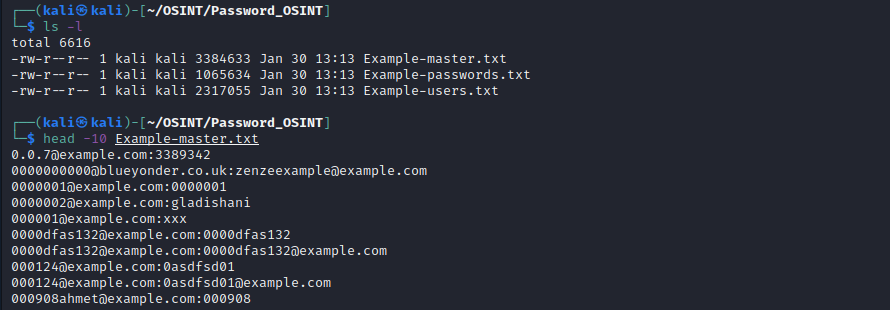 ┌──(kali㉿kali)-[~/OSINT/Password_OSINT]
└─$ ls -l
total 6616
-rw-r--r-- 1 kali kali 3384633 Jan 30 13:13 Example-master.txt
-rw-r--r-- 1 kali kali 1065634 Jan 30 13:13 Example-passwords.txt
-rw-r--r-- 1 kali kali 2317055 Jan 30 13:13 Example-users.txt
┌──(kali㉿kali)-[~/OSINT/Password_OSINT]
└─$ head -10 Example-master.txt
0.0.7@example.com:3389342
0000000000@blueyonder.co.uk:zenzeexample@example.com
0000001@example.com:0000001
0000002@example.com:gladishani
000001@example.com:xxx
0000dfas132@example.com:0000dfas132
0000dfas132@example.com:0000dfas132@example.com
000124@example.com:0asdfsd01
000124@example.com:0asdfsd01@example.com
000908ahmet@example.com:000908